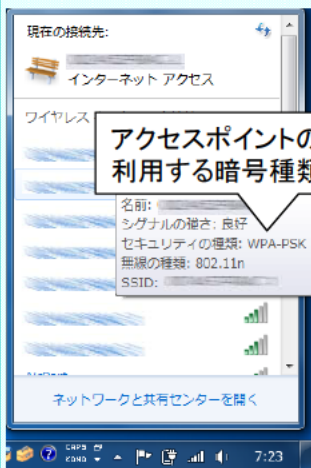 現在の接続先:
インターネット アクセス
ワイヤレス
アクセスポイントの
利用する暗号種類
名前:
シグナルの強さ: 良好
セキュリティの種類: WPA-PSK
無線の種類: 802.11n
SSID:
ネットワークと共有センターを開く
CAPS
KANA
7:23